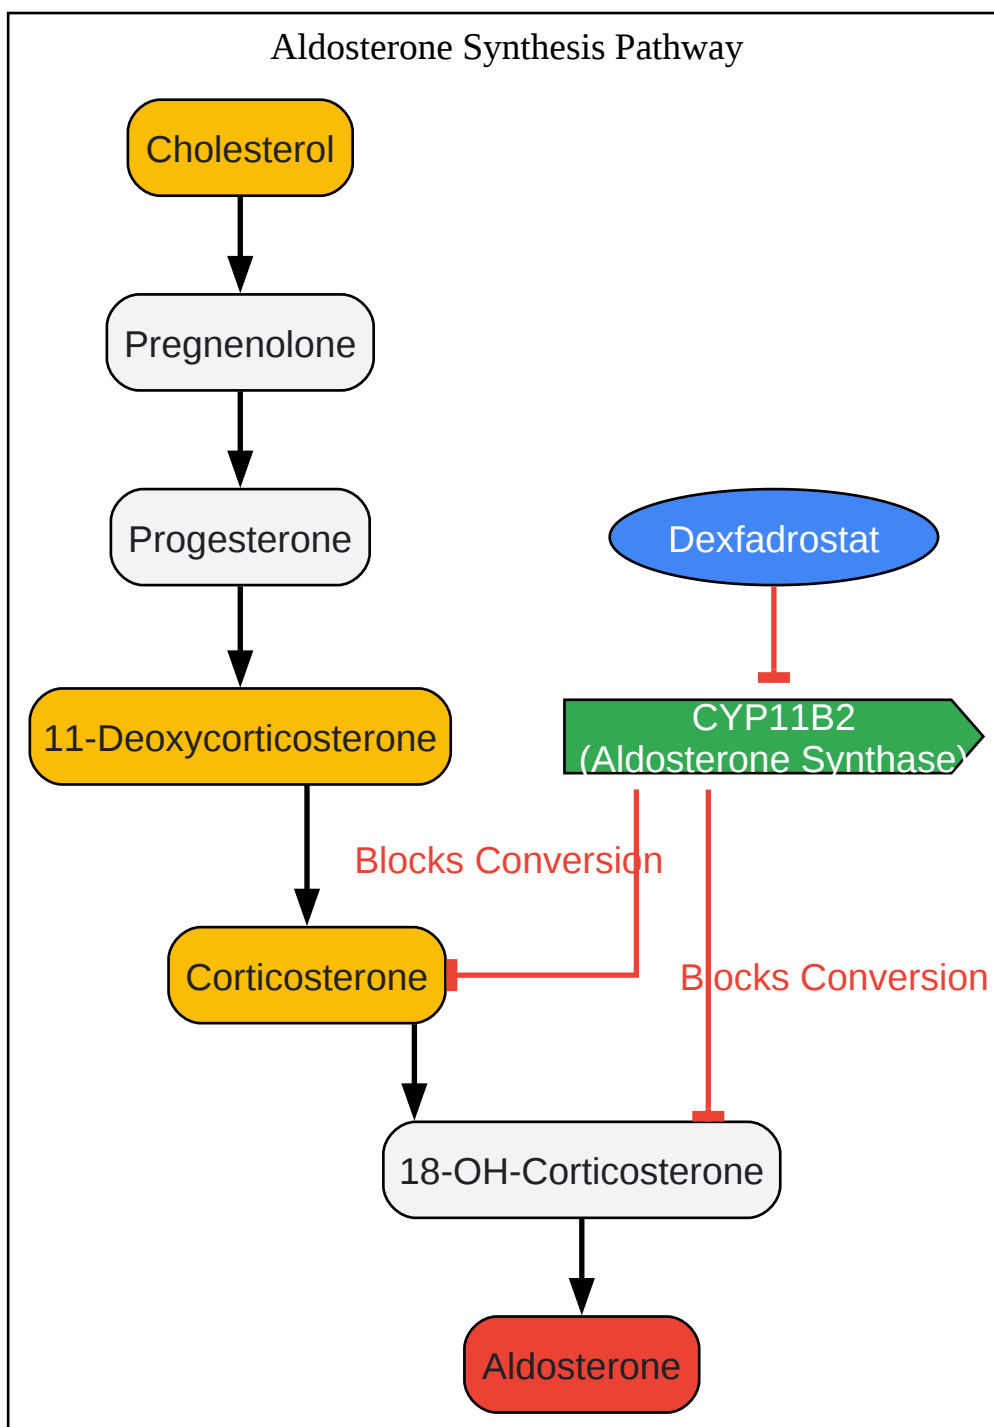 Aldosterone Synthesis Pathway
Cholesterol
Pregnenolone
Progesterone
Dexfadrostat
11-Deoxycorticosterone
CYP11B2
(Aldosterone Synthase)
Blocks Conversion
Corticosterone
Blocks Conversion
18-OH-Corticosterone
Aldosterone